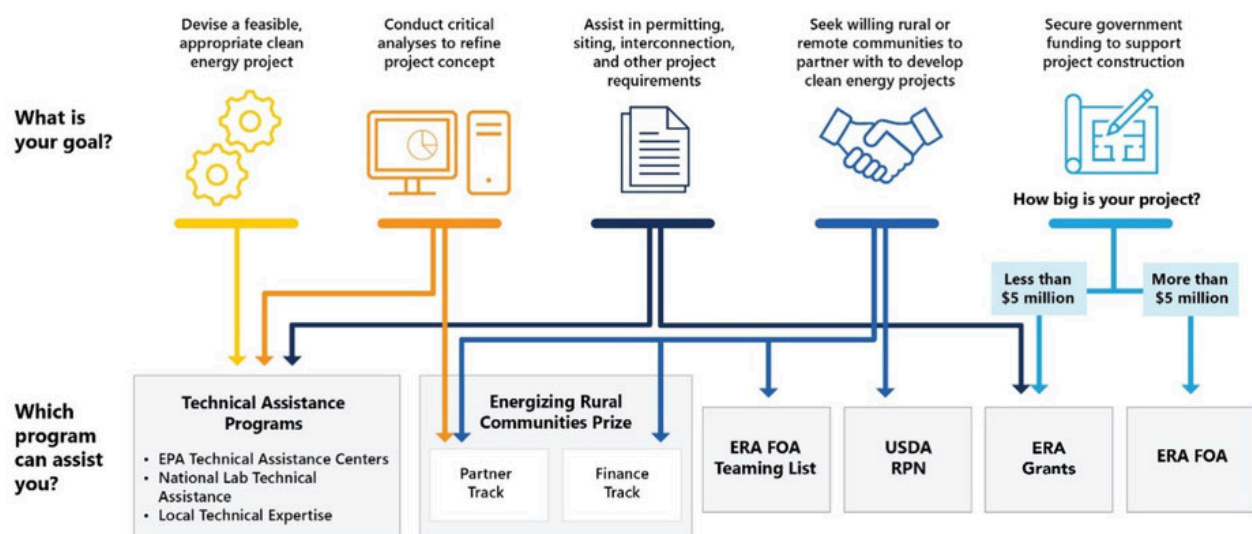 Devise a feasible,
appropriate clean
energy project
Conduct critical
analyses to refine
project concept
Assist in permitting,
siting, interconnection,
and other project
requirements
Seek willing rural or
remote communities to
partner with to develop
clean energy projects
Secure government
funding to support
project construction
What is
your goal?
How big is your project?
Less than
$5 million
More than
$5 million
Which
program
can assist
you?
Technical Assistance
Programs
• EPA Technical Assistance Centers
• National Lab Technical
Assistance
• Local Technical Expertise
Energizing Rural
Communities Prize
Partner
Track
Finance
Track
ERA FOA
Teaming List
USDA
RPN
ERA
Grants
ERA FOA